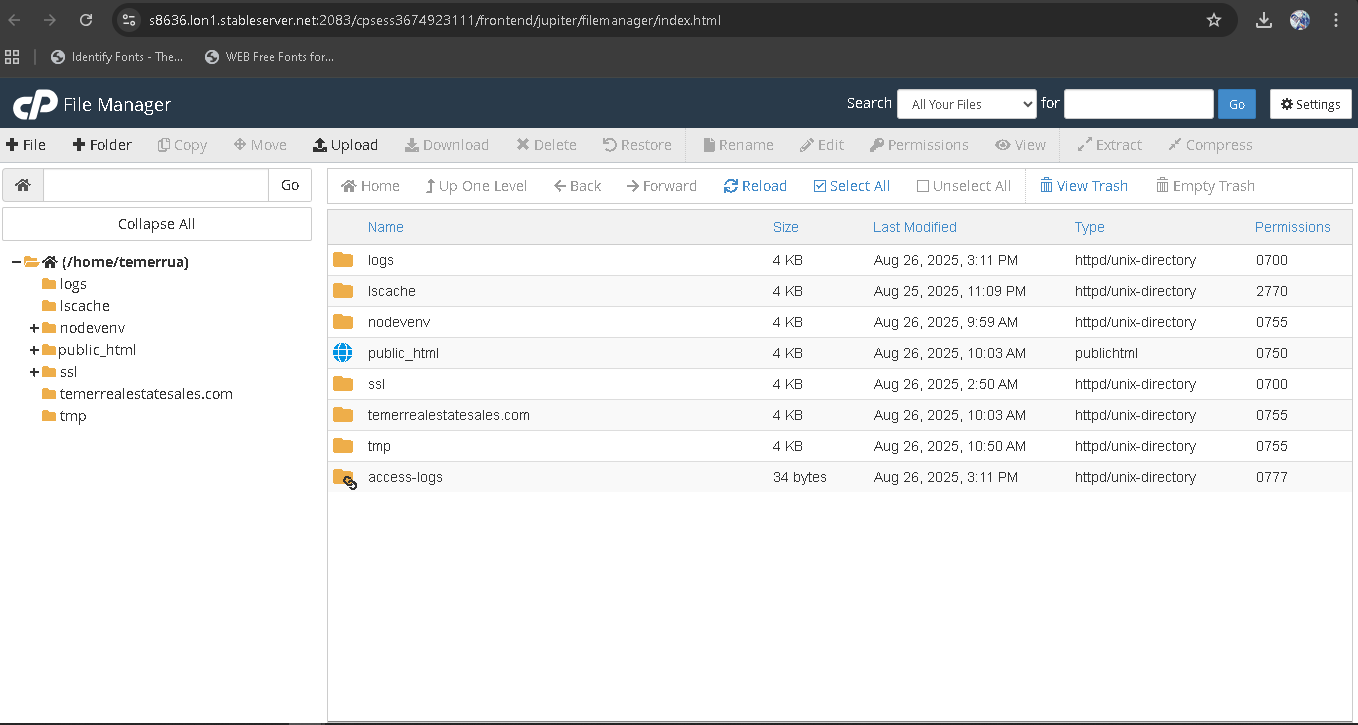 s8636.lon1.stableserver.net:2083/cpsess3674923111/frontend/jupiter/filemanager/index.html
Identify Fonts - The... WEB Free Fonts for...
cP File Manager Search All Your Files for Go Settings
File Folder Copy Move Upload Download Delete Restore Rename Edit Permissions View Extract Compress
Go Home Up One Level Back Forward Reload Select All Unselect All View Trash Empty Trash
Collapse All
(/home/temerrua)
logs
lscache
nodevenv
public_html
ssl
temerrealestatesales.com
tmp
Name Size Last Modified Type Permissions
logs 4 KB Aug 26, 2025, 3:11 PM httpd/unix-directory 0700
lscache 4 KB Aug 25, 2025, 11:09 PM httpd/unix-directory 2770
nodevenv 4 KB Aug 26, 2025, 9:59 AM httpd/unix-directory 0755
public_html 4 KB Aug 26, 2025, 10:03 AM publichtml 0750
ssl 4 KB Aug 26, 2025, 2:50 AM httpd/unix-directory 0700
temerrealestatesales.com 4 KB Aug 26, 2025, 10:03 AM httpd/unix-directory 0755
tmp 4 KB Aug 26, 2025, 10:50 AM httpd/unix-directory 0755
access-logs 34 bytes Aug 26, 2025, 3:11 PM httpd/unix-directory 0777